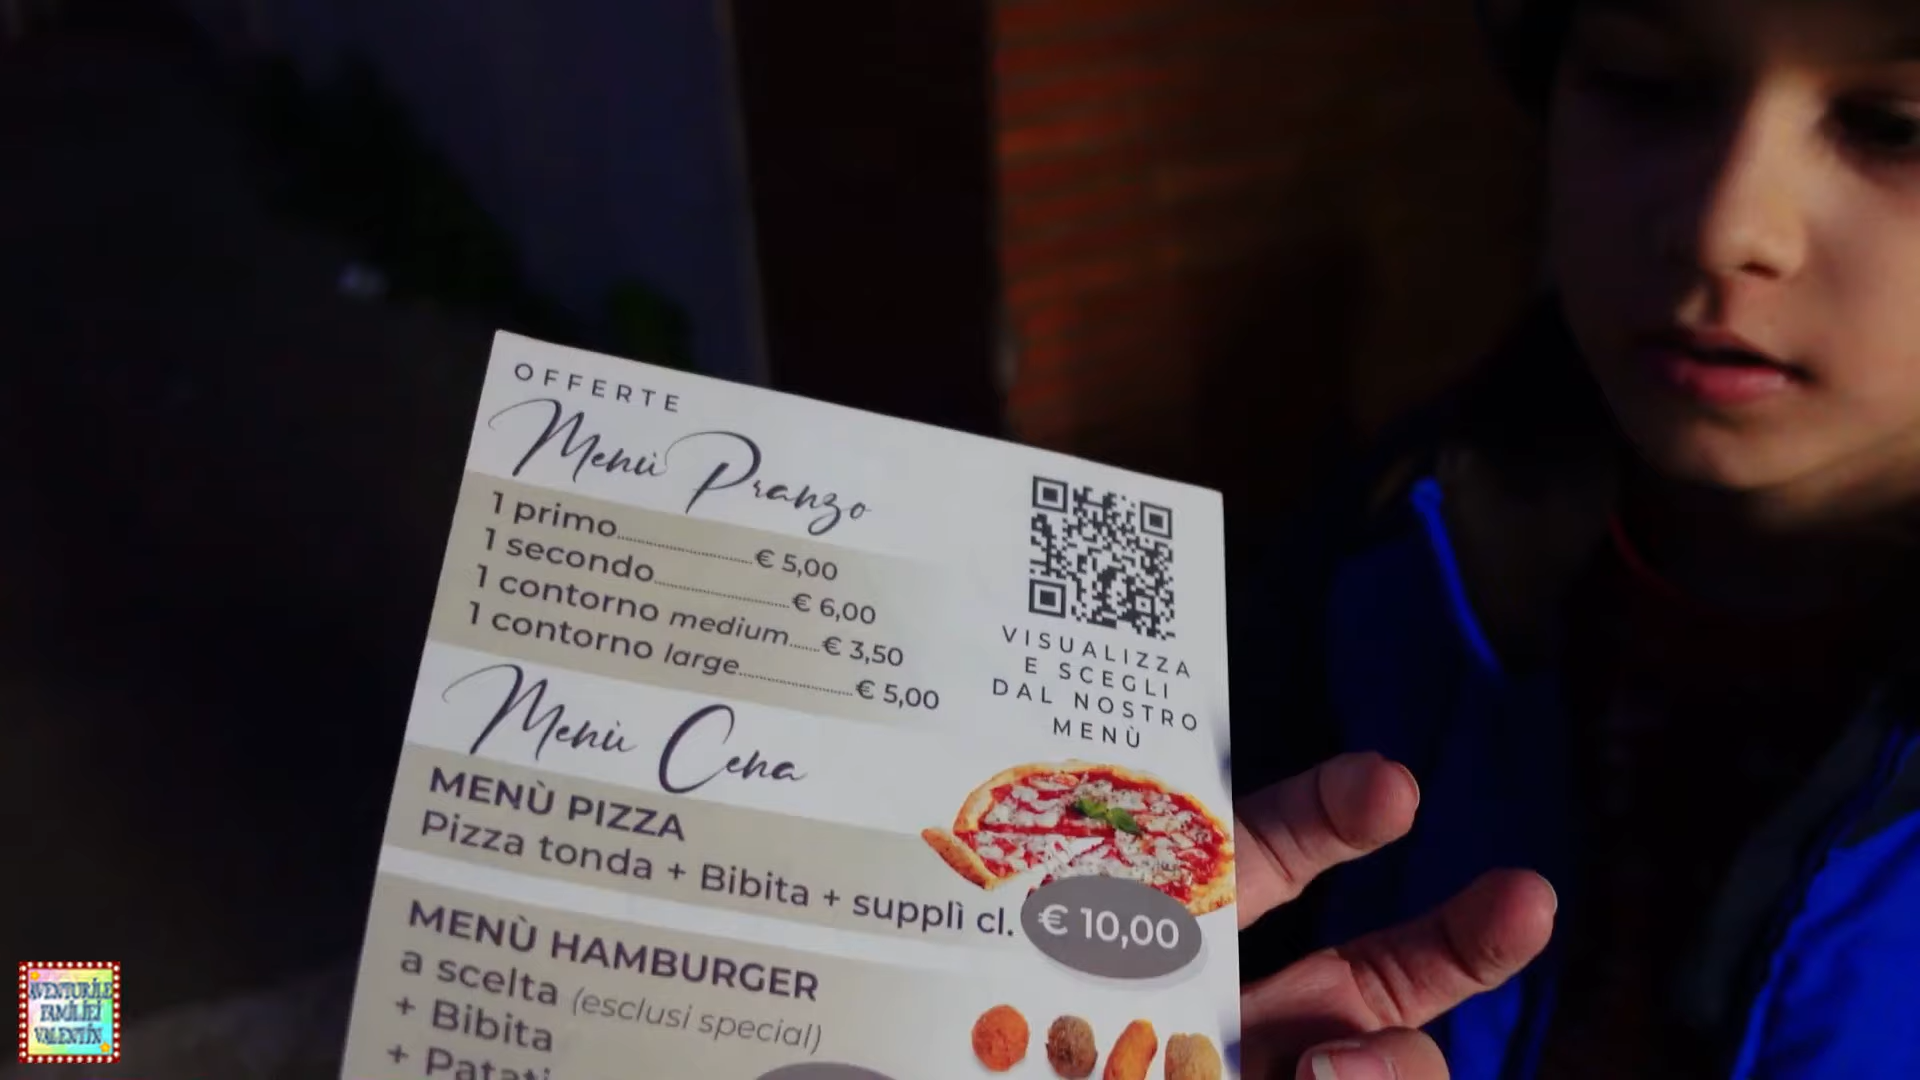 OFFERTE
Menù Pranzo
1 primo........................€ 5,00
1 secondo........................€ 6,00
1 contorno medium......€ 3,50
1 contorno large....................€ 5,00
VISUALIZZA
E SCEGLI
DAL NOSTRO
MENÙ
Menù Cena
MENÙ PIZZA
Pizza tonda + Bibita + supplì cl.
€ 10,00
MENÙ HAMBURGER
a scelta (esclusi special)
+ Bibita
+ Patati
AVENTURILE
FAMILIEI
VALENTIN